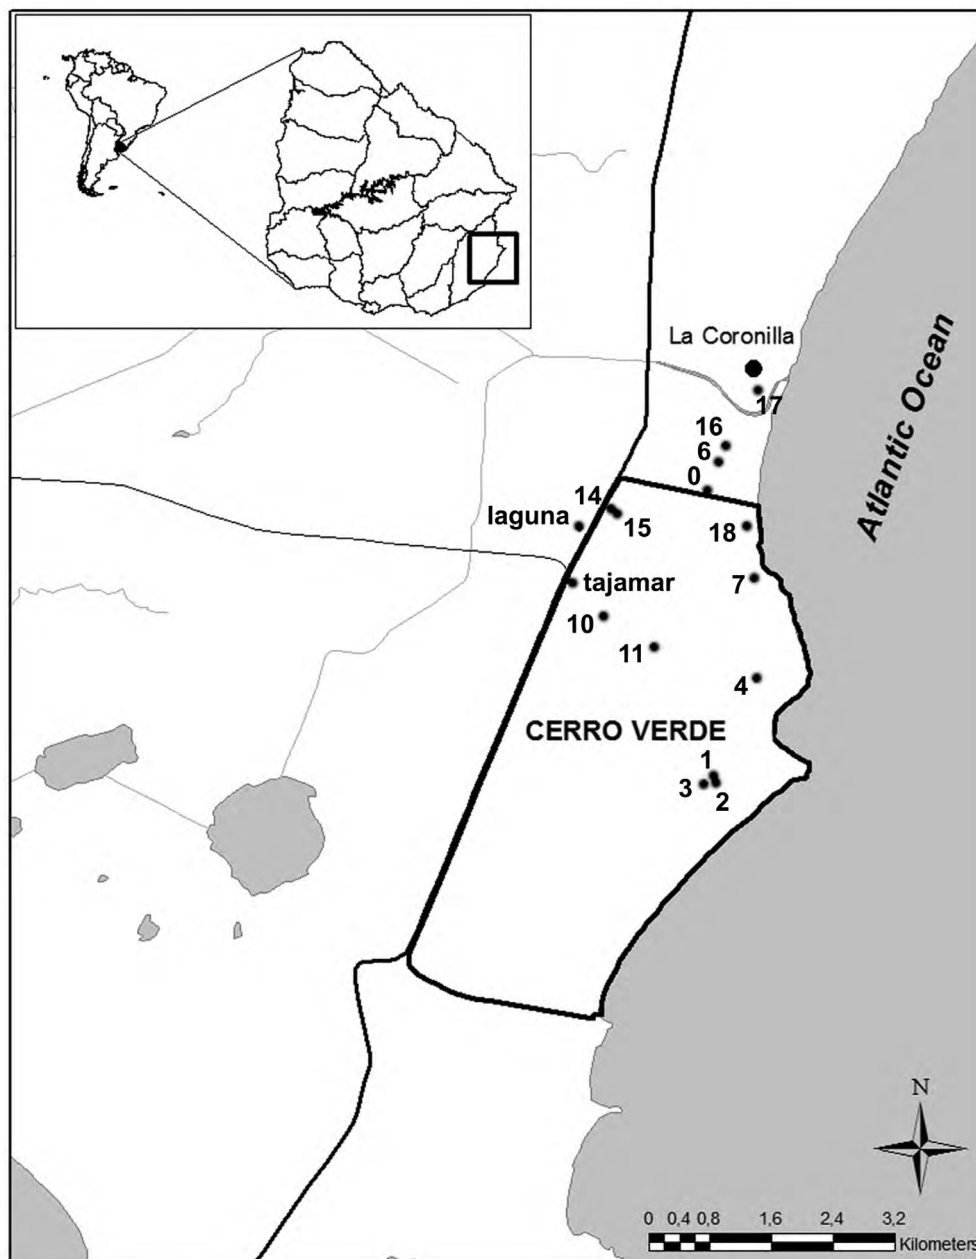 La Coronilla
17
16
6
0
Atlantic Ocean
14
laguna
15
18
tajamar
7
10
11
4
CERRO VERDE
1
3
2
N
0 0,4 0,8 1,6 2,4 3,2
Kilometers